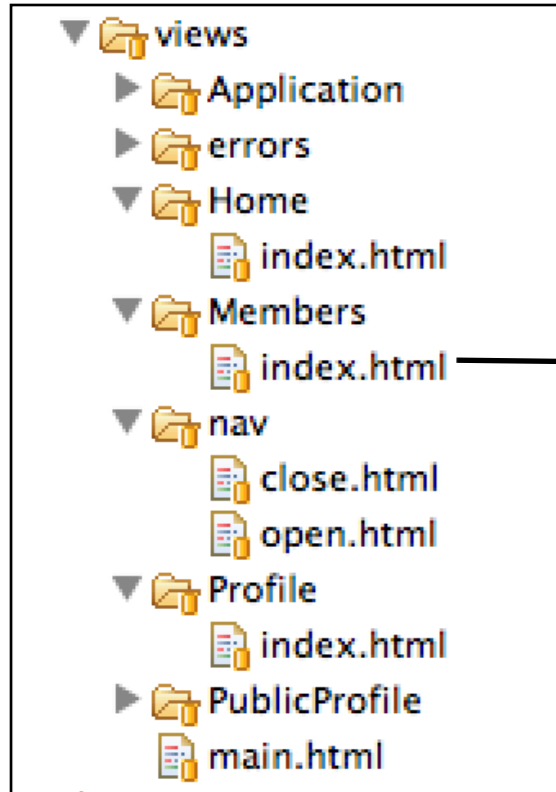 views
Application
errors
Home
index.html
Members
index.html
nav
close.html
open.html
Profile
index.html
PublicProfile
main.html